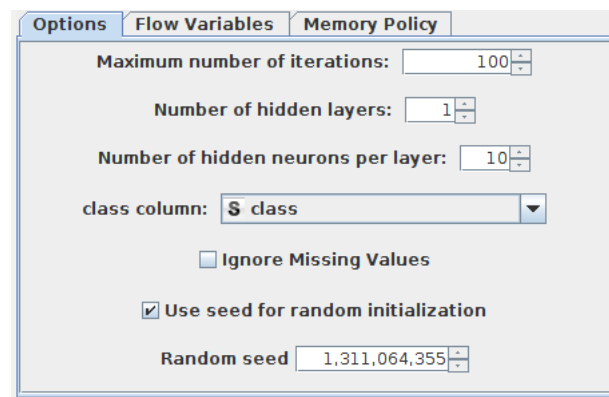 Options Flow Variables Memory Policy
Maximum number of iterations: 100
Number of hidden layers: 1
Number of hidden neurons per layer: 10
class column: S class
Ignore Missing Values
Use seed for random initialization
Random seed 1,311,064,355